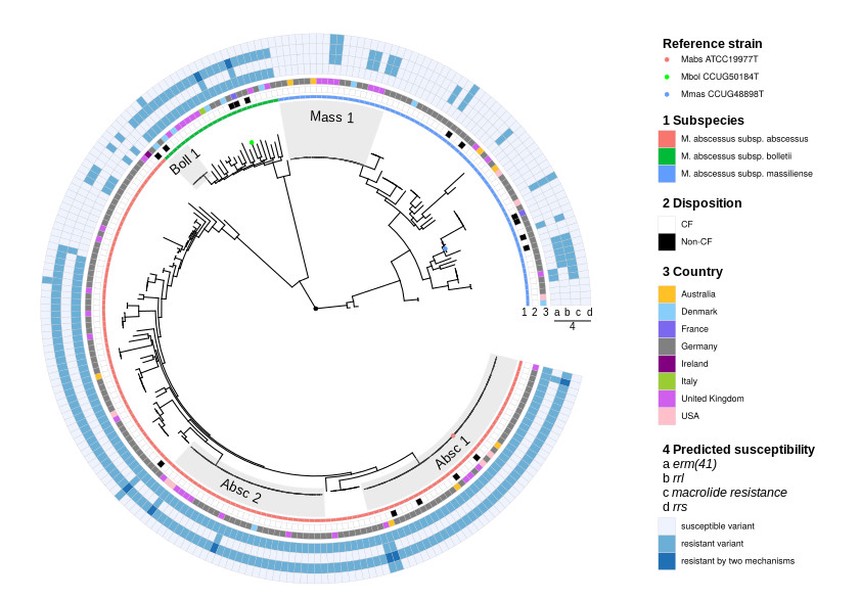 Mass 1
Boll 1
Absc 1
Absc 2
1 2 3 a b c d
4
Reference strain
Mabs ATCC19977T
Mbol CCUG50184T
Mmas CCUG48898T
1 Subspecies
M. abscessus subsp. abscessus
M. abscessus subsp. bolletii
M. abscessus subsp. massiliense
2 Disposition
CF
Non-CF
3 Country
Australia
Denmark
France
Germany
Ireland
Italy
United Kingdom
USA
4 Predicted susceptibility
a erm(41)
b rrl
c macrolide resistance
d rrs
susceptible variant
resistant variant
resistant by two mechanisms